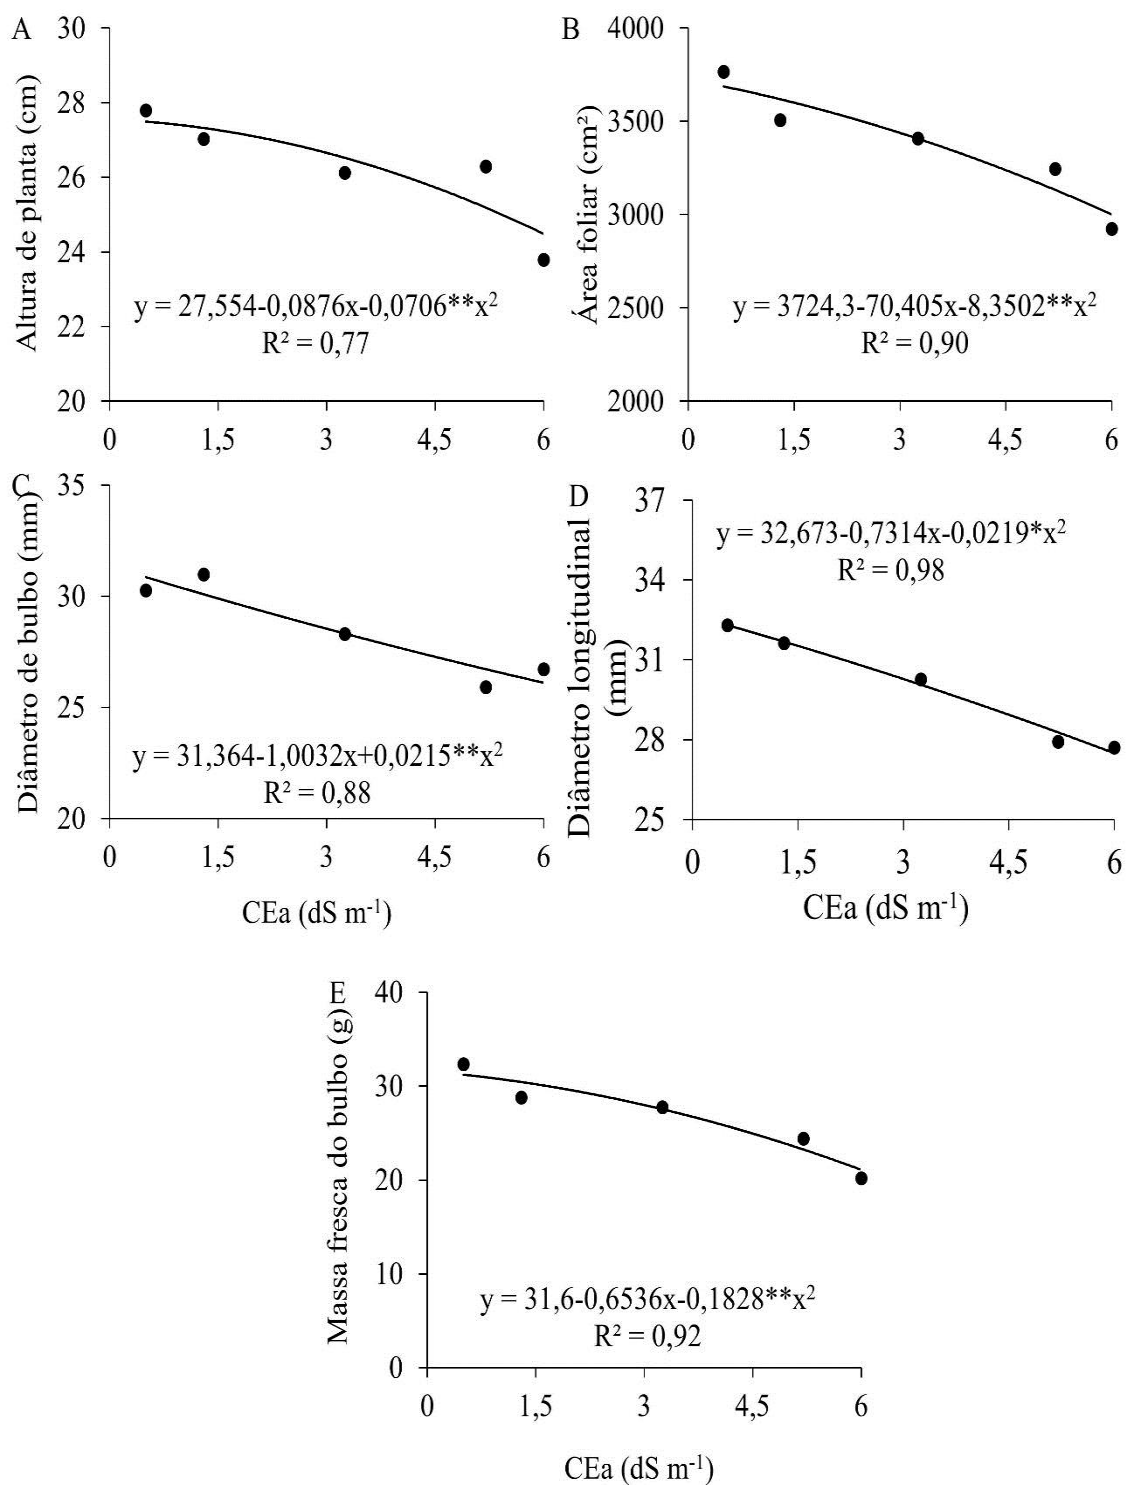 A
Altura de planta (cm)
30
28
26
24
22
20
y = 27,554-0,0876x-0,0706**x²
R² = 0,77
0 1,5 3 4,5 6
B
Área foliar (cm²)
4000
3500
3000
2500
2000
y = 3724,3-70,405x-8,3502**x²
R² = 0,90
0 1,5 3 4,5 6
C
Diâmetro de bulbo (mm)
35
30
25
20
y = 31,364-1,0032x+0,0215**x²
R² = 0,88
0 1,5 3 4,5 6
CEa (dS m⁻¹)
D
Diâmetro longitudinal
(mm)
37
34
31
28
25
y = 32,673-0,7314x-0,0219*x²
R² = 0,98
0 1,5 3 4,5 6
CEa (dS m⁻¹)
E
Massa fresca do bulbo (g)
40
30
20
10
0
y = 31,6-0,6536x-0,1828**x²
R² = 0,92
0 1,5 3 4,5 6
CEa (dS m⁻¹)